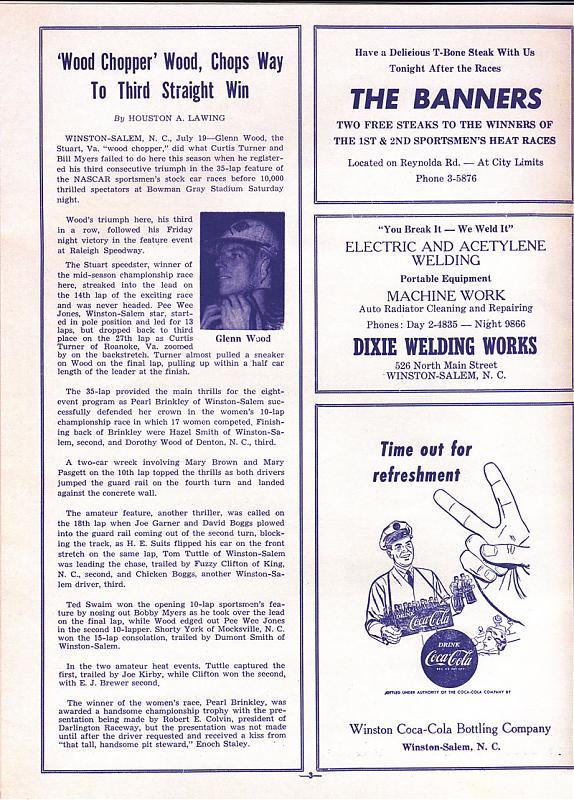 'Wood Chopper' Wood, Chops Way
To Third Straight Win
By HOUSTON A. LAWING
WINSTON-SALEM, N. C., July 19—Glenn Wood, the
Stuart, Va. "wood chopper," did what Curtis Turner and
Bill Myers failed to do here this season when he register-
ed his third consecutive triumph in the 35-lap feature of
the NASCAR sportsmen's stock car races before 10,000
thrilled spectators at Bowman Gray Stadium Saturday
night.
Wood's triumph here, his third
in a row, followed his Friday
night victory in the feature event
at Raleigh Speedway.
The Stuart speedster, winner of
the mid-season championship race
here, streaked into the lead on
the 14th lap of the exciting race
and was never headed. Pee Wee
Jones, Winston-Salem star, start-
ed in pole position and led for 13
laps, but dropped back to third
place on the 27th lap as Curtis
Turner of Roanoke, Va. zoomed
by on the backstretch. Turner almost pulled a sneaker
on Wood on the final lap, pulling up within a half car
length of the leader at the finish.
Glenn Wood
The 35-lap provided the main thrills for the eight-
event program as Pearl Brinkley of Winston-Salem suc-
cessfully defended her crown in the women's 10-lap
championship race in which 17 women competed. Finish-
ing back of Brinkley were Hazel Smith of Winston-Sa-
lem, second, and Dorothy Wood of Denton, N. C., third.
A two-car wreck involving Mary Brown and Mary
Pasgett on the 10th lap topped the thrills as both drivers
jumped the guard rail on the fourth turn and landed
against the concrete wall.
The amateur feature, another thriller, was called on
the 18th lap when Joe Garner and David Boggs plowed
into the guard rail coming out of the second turn, block-
ing the track, as H. E. Suits flipped his car on the front
stretch on the same lap, Tom Tuttle of Winston-Salem
was leading the chase, trailed by Fuzzy Clifton of King,
N. C., second, and Chicken Boggs, another Winston-Sa-
lem driver, third.
Ted Swaim won the opening 10-lap sportsmen's fea-
ture by nosing out Bobby Myers as he took over the lead
on the final lap, while Wood edged out Pee Wee Jones
in the second 10-lapper. Shorty York of Mocksville, N. C.
won the 15-lap consolation, trailed by Dumont Smith of
Winston-Salem.
In the two amateur heat events, Tuttle captured the
first, trailed by Joe Kirby, while Clifton won the second,
with E. J. Brewer second.
The winner of the women's race, Pearl Brinkley, was
awarded a handsome championship trophy with the pre-
sentation being made by Robert E. Colvin, president of
Darlington Raceway, but the presentation was not made
until after the driver requested and received a kiss from
"that tall, handsome pit steward," Enoch Staley.
Have a Delicious T-Bone Steak With Us
Tonight After the Races
THE BANNERS
TWO FREE STEAKS TO THE WINNERS OF
THE 1ST & 2ND SPORTSMEN'S HEAT RACES
Located on Reynolda Rd. — At City Limits
Phone 3-5876
"You Break It — We Weld It"
ELECTRIC AND ACETYLENE
WELDING
Portable Equipment
MACHINE WORK
Auto Radiator Cleaning and Repairing
Phones: Day 2-4835 — Night 9866
DIXIE WELDING WORKS
526 North Main Street
WINSTON-SALEM, N. C.
Time out for
refreshment
Coca-Cola
DRINK
Coca-Cola
BOTTLED UNDER AUTHORITY OF THE COCA-COLA COMPANY BY
Winston Coca-Cola Bottling Company
Winston-Salem, N. C.
—3—